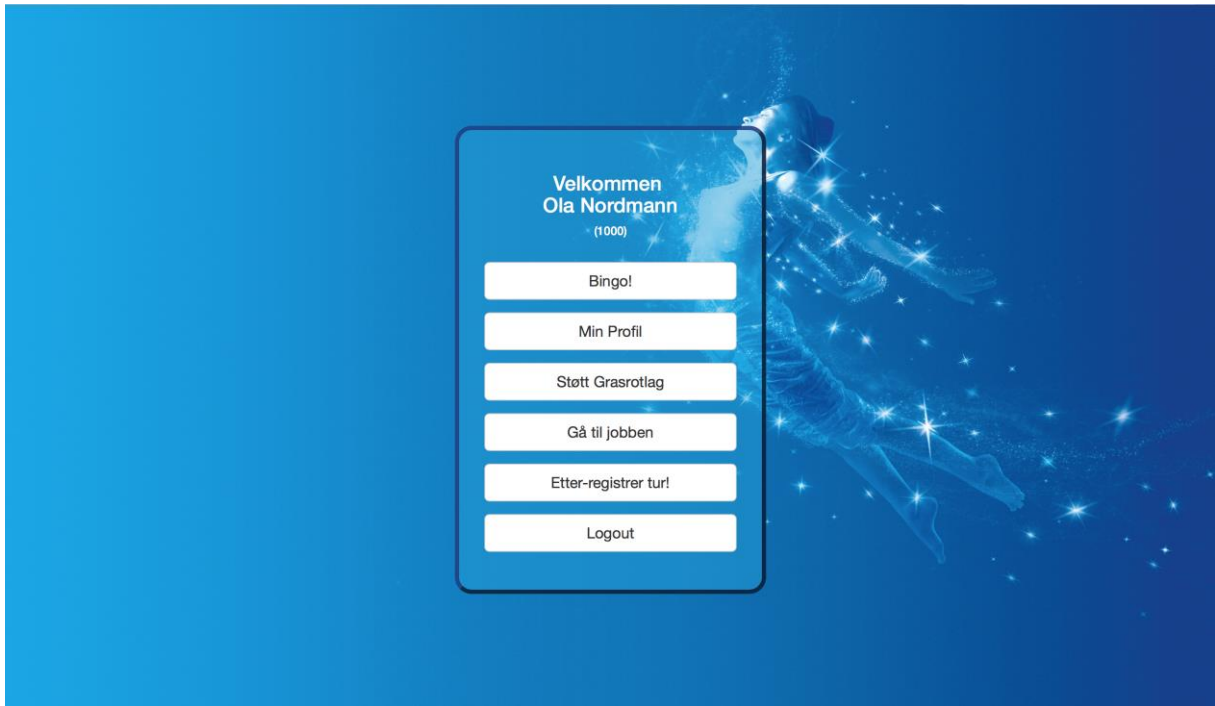 Velkommen
Ola Nordmann
(1000)
Bingo!
Min Profil
Støtt Grasrotlag
Gå til jobben
Etter-registrer tur!
Logout